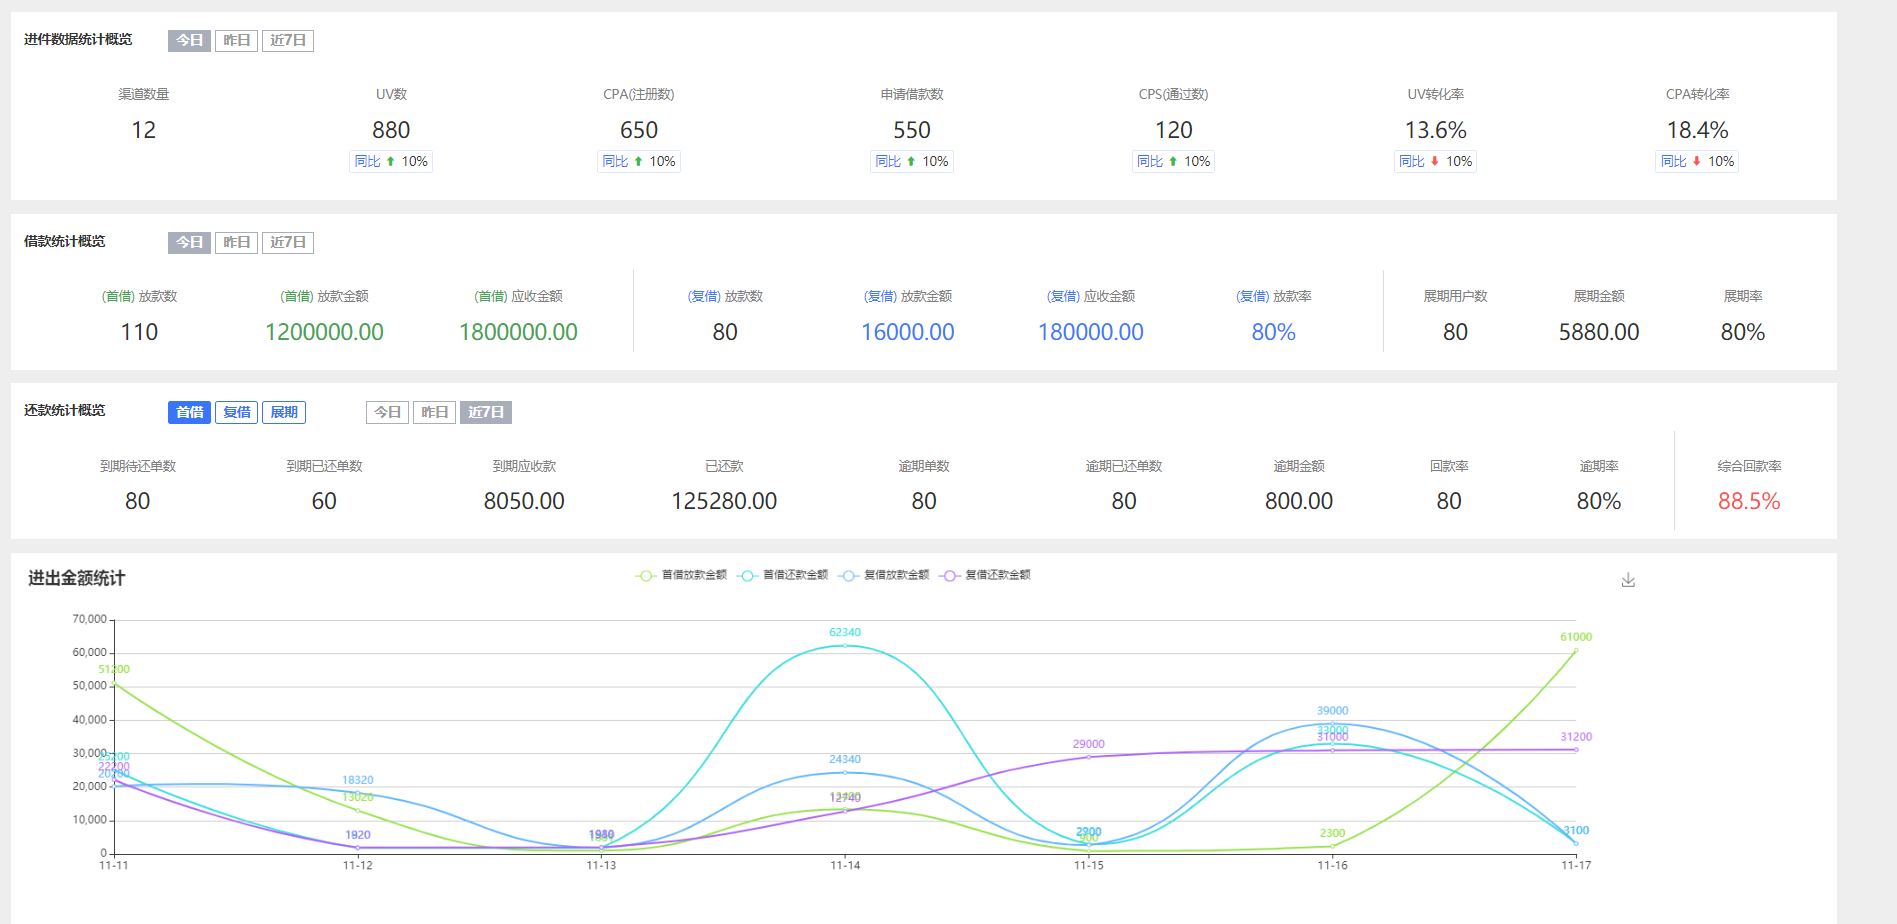 进件数据统计概览 今日 昨日 近7日
渠道数量 UV数 CPA(注册数) 申请借款数 CPS(通过数) UV转化率 CPA转化率
12 880 650 550 120 13.6% 18.4%
同比 10% 同比 10% 同比 10% 同比 10% 同比 10% 同比 10%
借款统计概览 今日 昨日 近7日
(首借) 放款数 (首借) 放款金额 (首借) 应收金额 (复借) 放款数 (复借) 放款金额 (复借) 应收金额 (复借) 放款率 展期用户数 展期金额 展期率
110 1200000.00 1800000.00 80 16000.00 180000.00 80% 80 5880.00 80%
还款统计概览 首借 复借 展期 今日 昨日 近7日
到期待还单数 到期已还单数 到期应收款 已还款 逾期单数 逾期已还单数 逾期金额 回款率 逾期率 综合回款率
80 60 8050.00 125280.00 80 80 800.00 80 80% 88.5%
进出金额统计 首借放款金额 首借还款金额 复借放款金额 复借还款金额
70,000
62340
61000
60,000
51200
50,000
40,000
39000
33000
31000
31200
30,000
29000
25200
22200
20200
24340
20,000
18320
13020
12740
10,000
1920
1980
2900
900
2300
3100
0
11-11 11-12 11-13 11-14 11-15 11-16 11-17